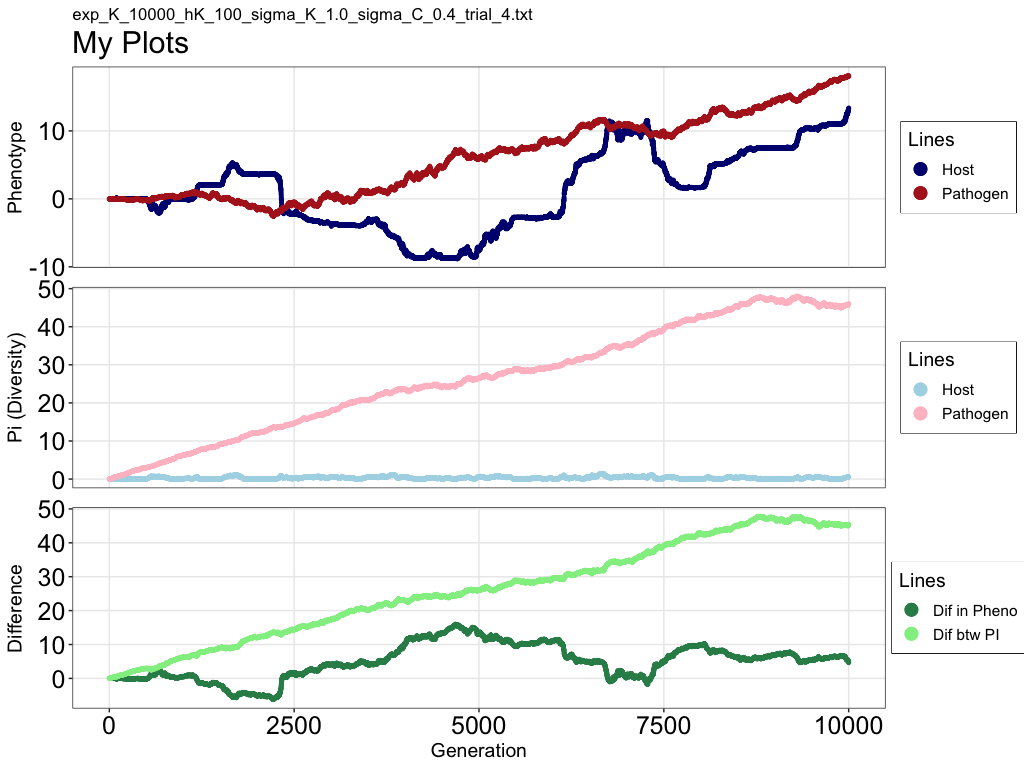 exp_K_10000_hK_100_sigma_K_1.0_sigma_C_0.4_trial_4.txt
My Plots
Phenotype
10
0
-10
Lines
Host
Pathogen
Pi (Diversity)
50
40
30
20
10
0
Lines
Host
Pathogen
Difference
50
40
30
20
10
0
Lines
Dif in Pheno
Dif btw PI
0 2500 5000 7500 10000
Generation